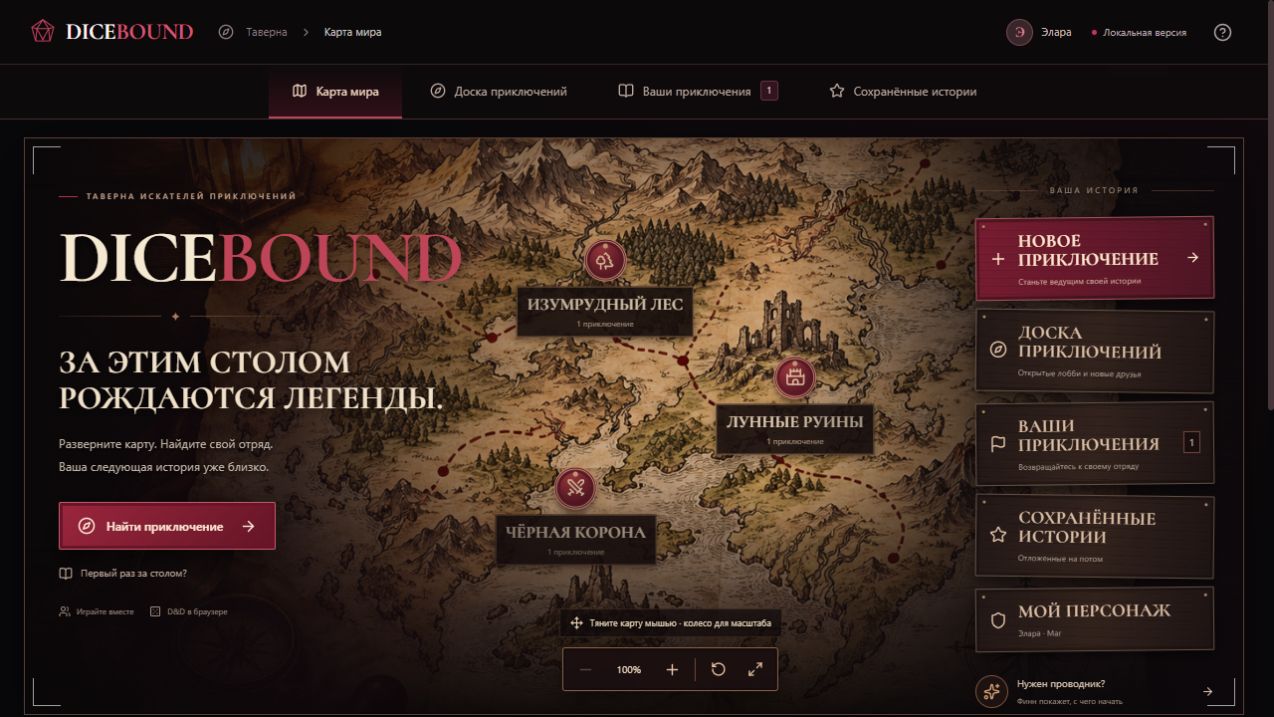 DICEBOUND
Таверна > Карта мира
Э Элара
Локальная версия
Карта мира
Доска приключений
Ваши приключения 1
Сохранённые истории
ТАВЕРНА ИСКАТЕЛЕЙ ПРИКЛЮЧЕНИЙ
DICEBOUND
ЗА ЭТИМ СТОЛОМ
РОЖДАЮТСЯ ЛЕГЕНДЫ.
Разверните карту. Найдите свой отряд.
Ваша следующая история уже близко.
Найти приключение
Первый раз за столом?
Играйте вместе
D&D в браузере
ИЗУМРУДНЫЙ ЛЕС
1 приключение
ЛУННЫЕ РУИНЫ
1 приключение
ЧЁРНАЯ КОРОНА
1 приключение
Тяните карту мышью · колесо для масштаба
100%
ВАША ИСТОРИЯ
НОВОЕ
ПРИКЛЮЧЕНИЕ
Станьте ведущим своей истории
ДОСКА
ПРИКЛЮЧЕНИЙ
Открытые лобби и новые друзья
ВАШИ
ПРИКЛЮЧЕНИЯ 1
Возвращайтесь к своему отряду
СОХРАНЁННЫЕ
ИСТОРИИ
Отложенные на потом
МОЙ ПЕРСОНАЖ
Элара · Маг
Нужен проводник?
Финн покажет, с чего начать